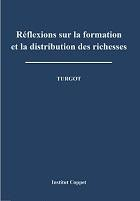 Réflexions sur la formation
et la distribution des richesses
TURGOT
Institut Coppet